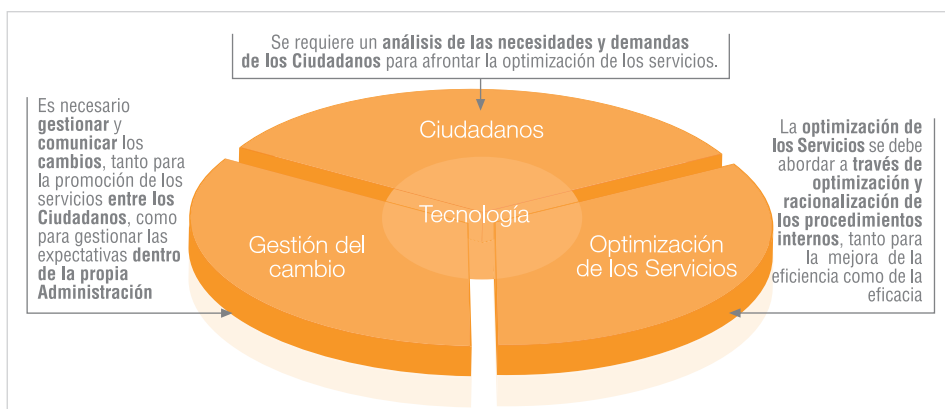 Se requiere un análisis de las necesidades y demandas
de los Ciudadanos para afrontar la optimización de los servicios.
Es necesario
gestionar y
comunicar los
cambios, tanto para
la promoción de los
servicios entre los
Ciudadanos, como
para gestionar las
expectativas dentro
de la propia
Administración
Ciudadanos
Tecnología
Gestión del
cambio
Optimización
de los Servicios
La optimización de
los Servicios se debe
abordar a través de
optimización y
racionalización de
los procedimientos
internos, tanto para
la mejora de la
eficiencia como de la
eficacia